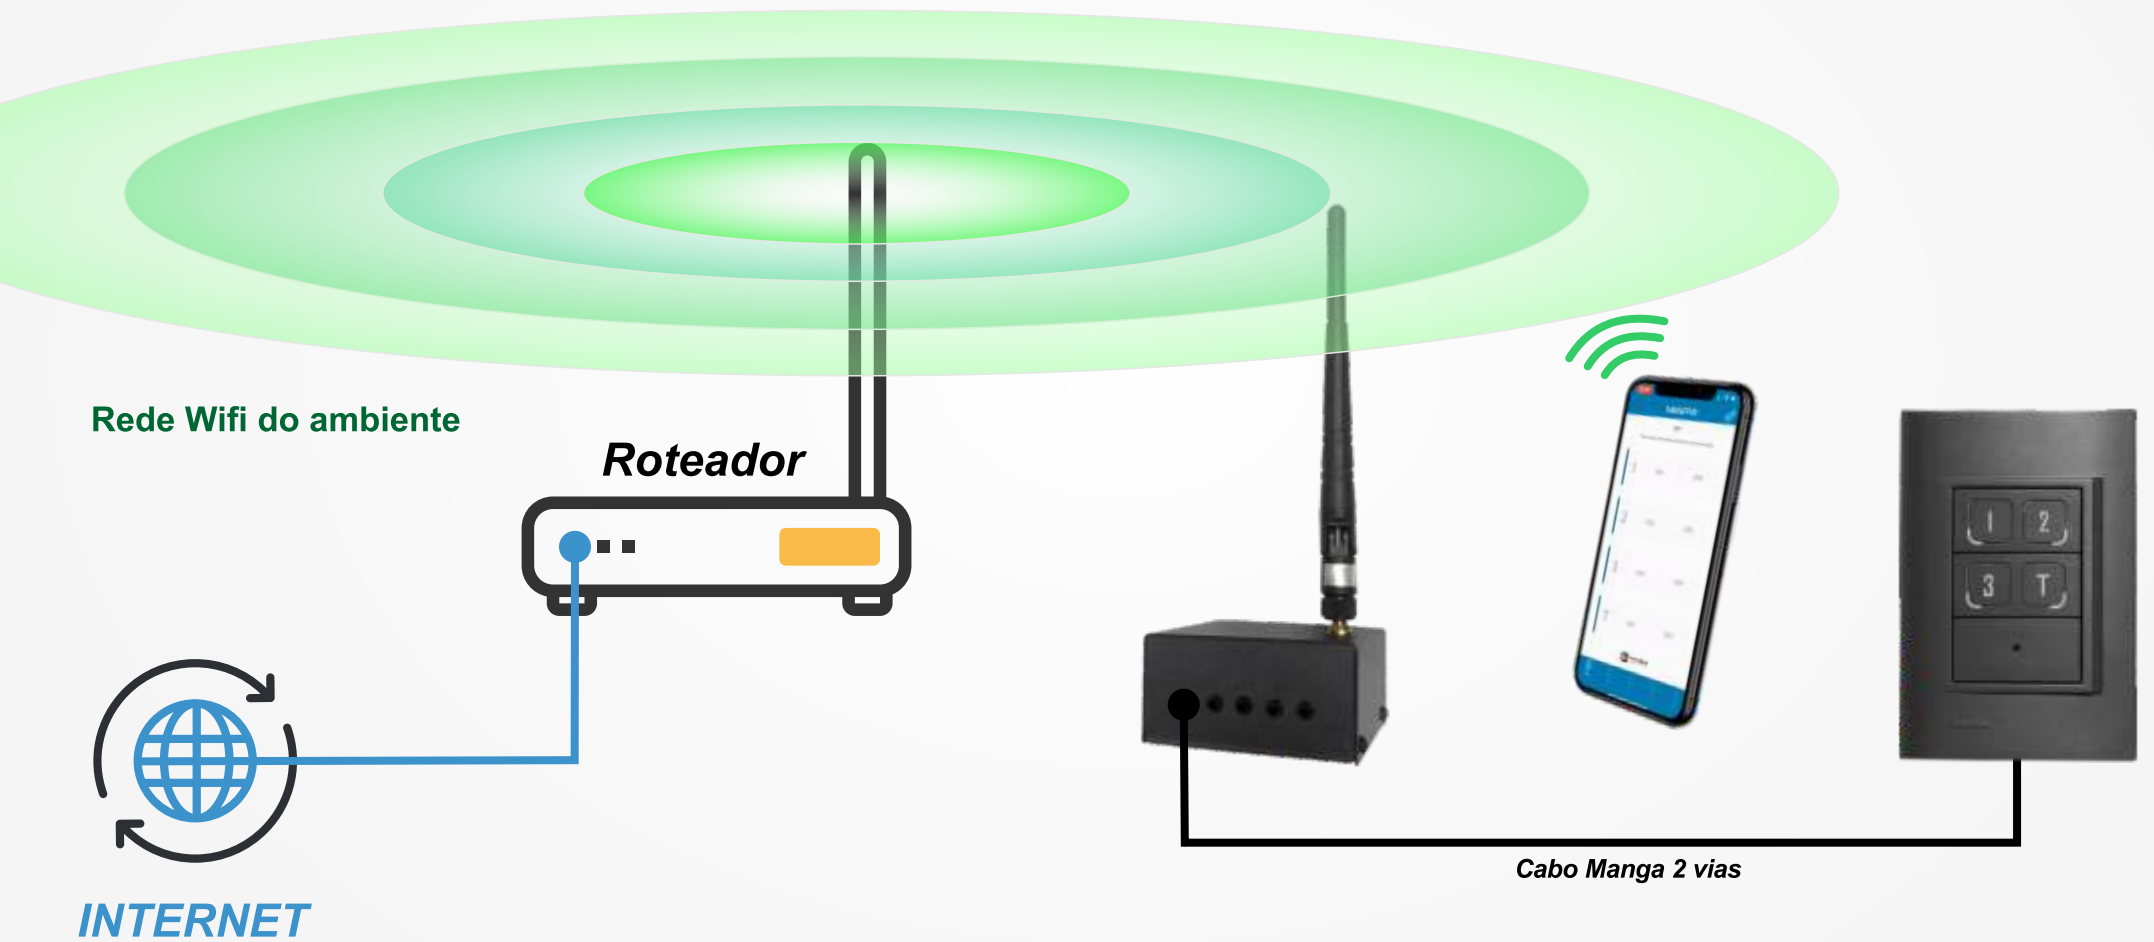 Rede Wifi do ambiente
Roteador
1 2
3 T
Cabo Manga 2 vias
INTERNET